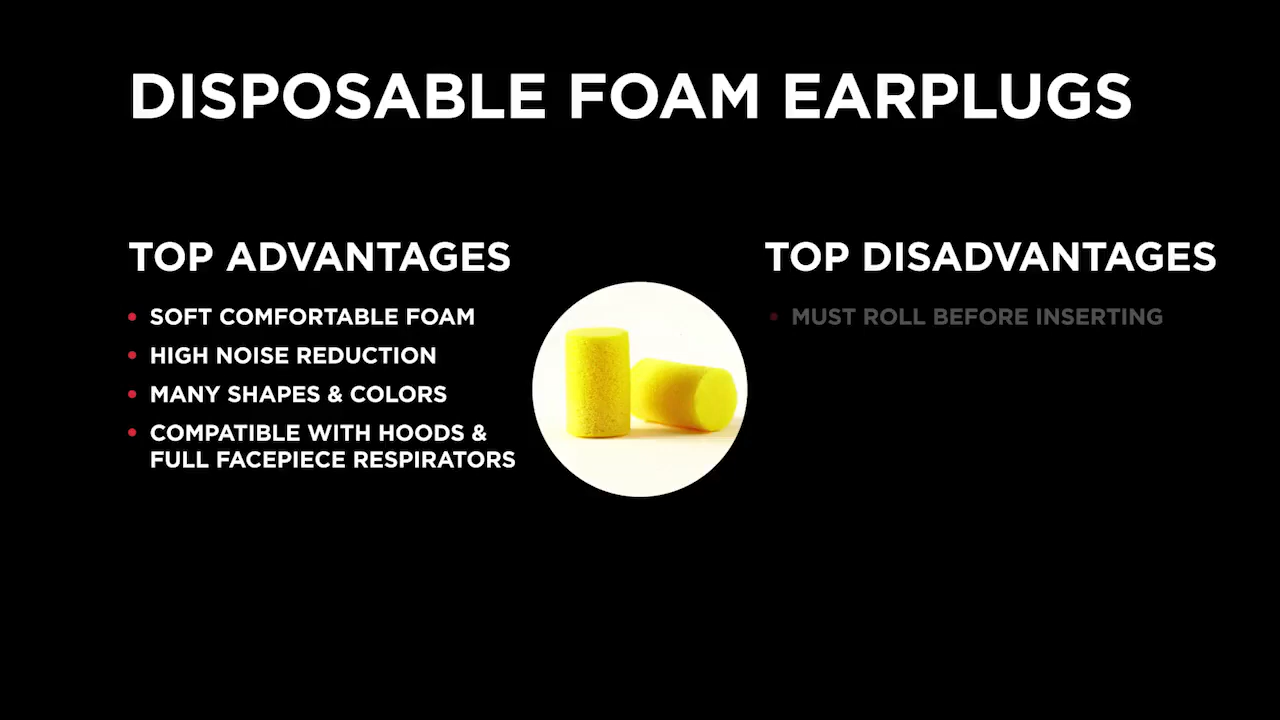 DISPOSABLE FOAM EARPLUGS
TOP ADVANTAGES
• SOFT COMFORTABLE FOAM
• HIGH NOISE REDUCTION
• MANY SHAPES & COLORS
• COMPATIBLE WITH HOODS &
FULL FACEPIECE RESPIRATORS
TOP DISADVANTAGES
• MUST ROLL BEFORE INSERTING